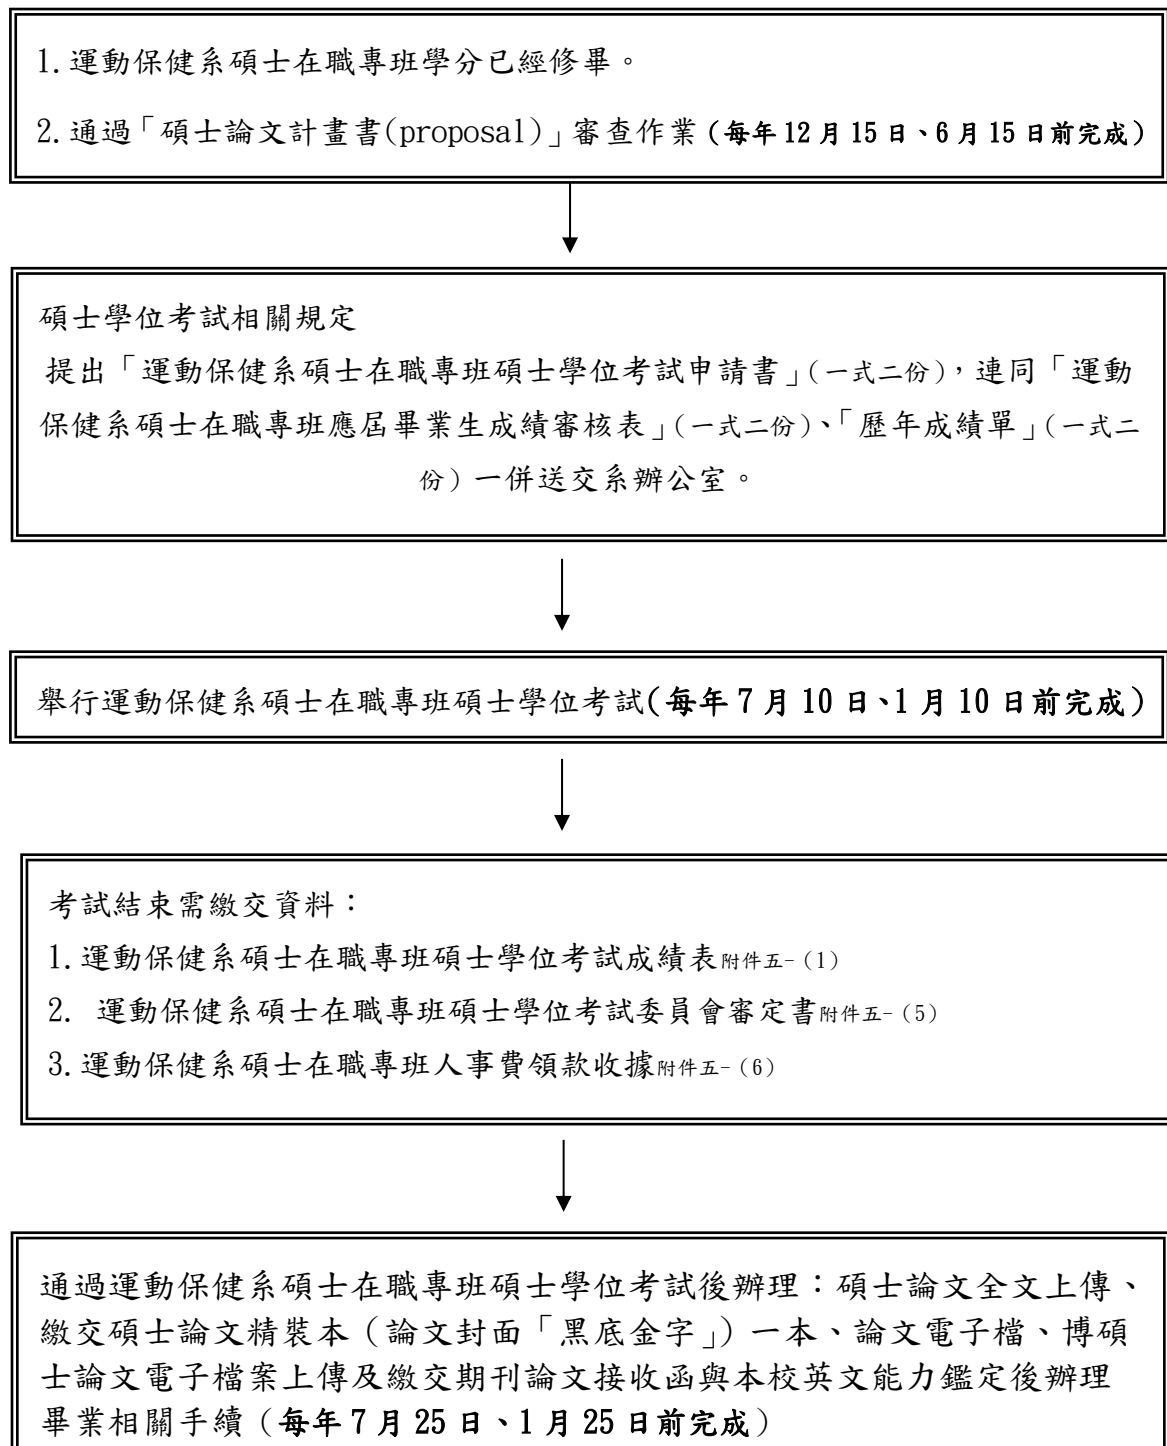 1.運動保健系碩士在職專班學分已經修畢。
2.通過「碩士論文計畫書(proposal)」審查作業(每年12月15日、6月15日前完成)
碩士學位考試相關規定
提出「運動保健系碩士在職專班碩士學位考試申請書」(一式二份),連同「運動
保健系碩士在職專班應屆畢業生成績審核表」(一式二份)、「歷年成績單」(一式二
份)一併送交系辦公室。
舉行運動保健系碩士在職專班碩士學位考試(每年7月10日、1月10日前完成)
考試結束需繳交資料:
1.運動保健系碩士在職專班碩士學位考試成績表附件五-(1)
2. 運動保健系碩士在職專班碩士學位考試委員會審定書附件五-(5)
3.運動保健系碩士在職專班人事費領款收據附件五-(6)
通過運動保健系碩士在職專班碩士學位考試後辦理:碩士論文全文上傳、
繳交碩士論文精裝本(論文封面「黑底金字」)一本、論文電子檔、博碩
士論文電子檔案上傳及繳交期刊論文接收函與本校英文能力鑑定後辦理
畢業相關手續(每年7月25日、1月25日前完成)